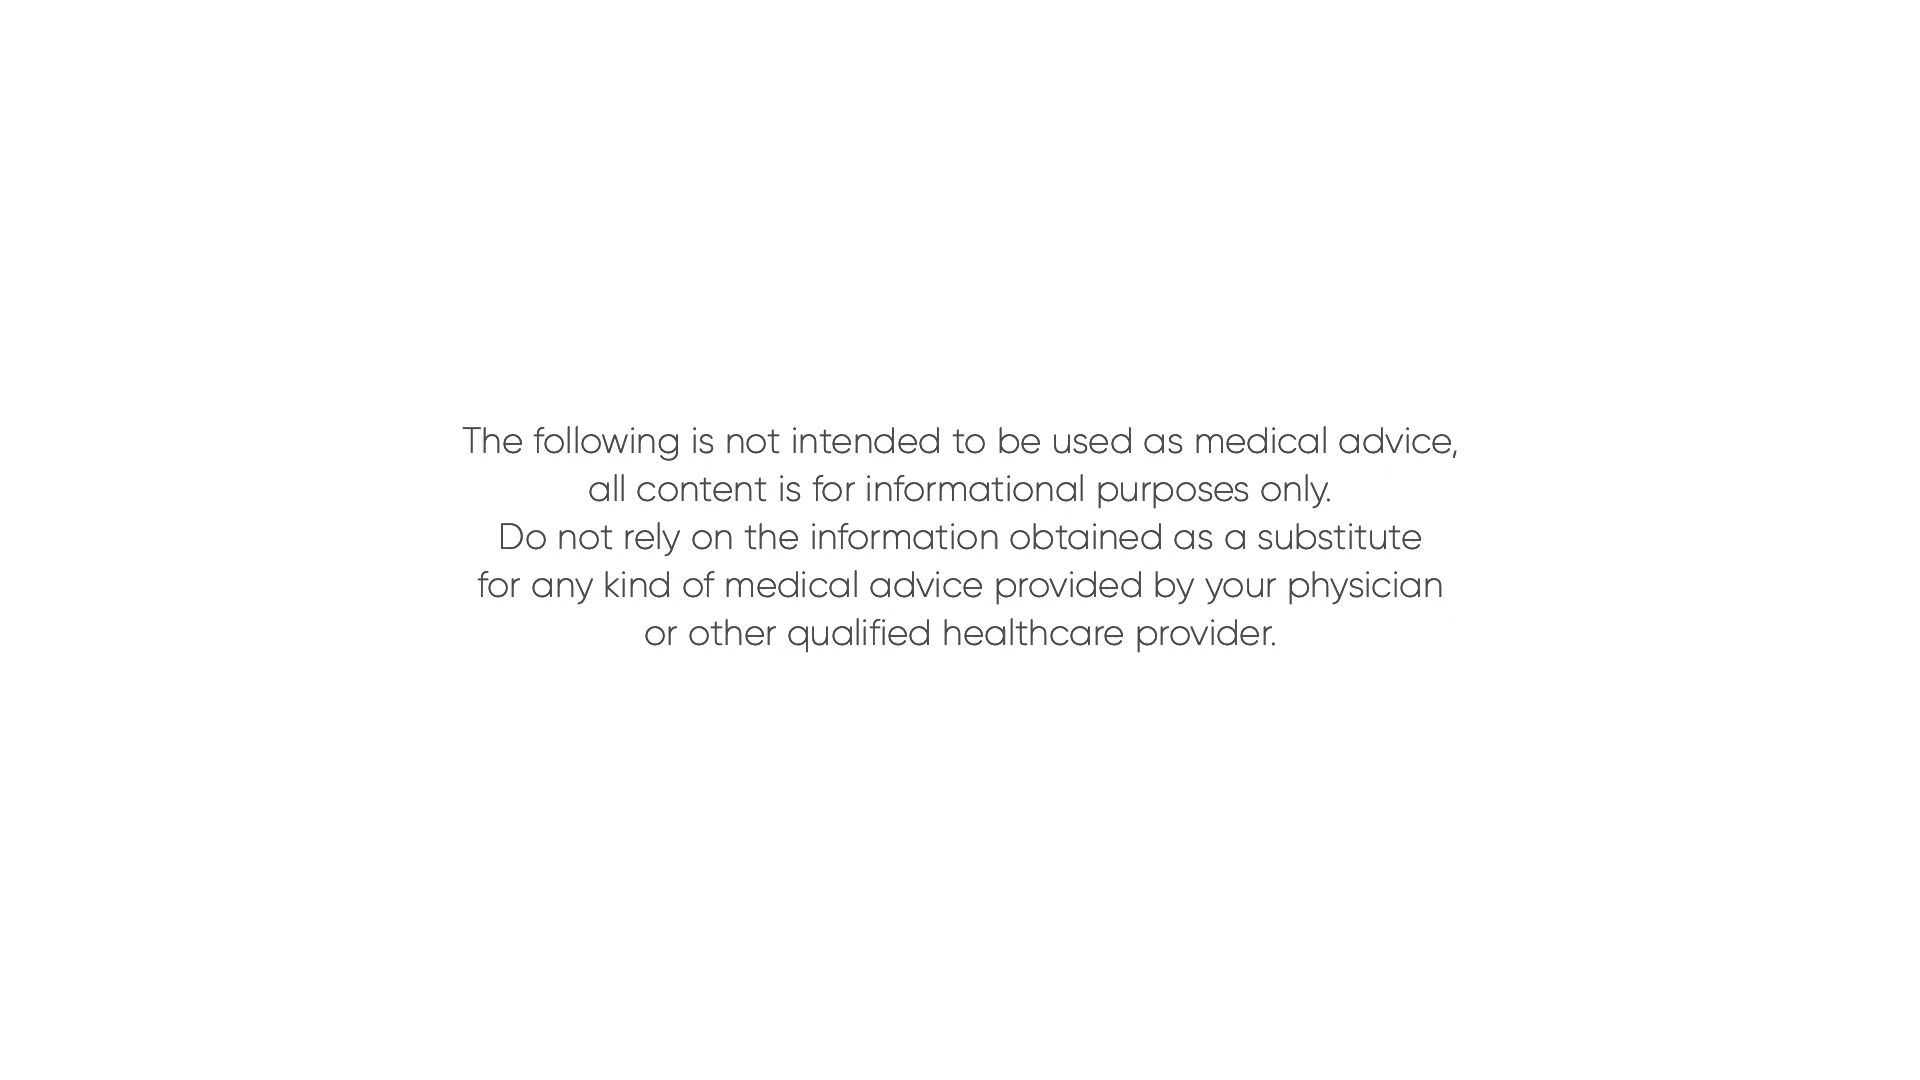 The following is not intended to be used as medical advice,
all content is for informational purposes only.
Do not rely on the information obtained as a substitute
for any kind of medical advice provided by your physician
or other qualified healthcare provider.